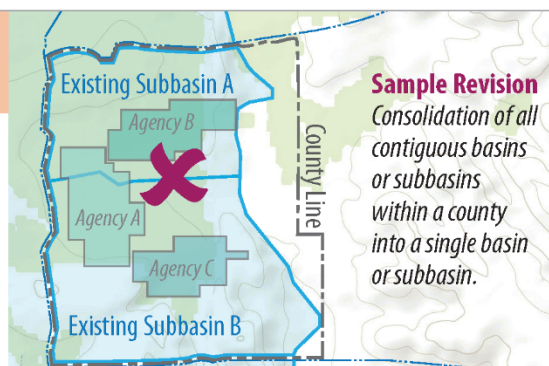 Existing Subbasin A
Agency B
County Line
Agency A
Agency C
Existing Subbasin B
Sample Revision
Consolidation of all
contiguous basins
or subbasins
within a county
into a single basin
or subbasin.